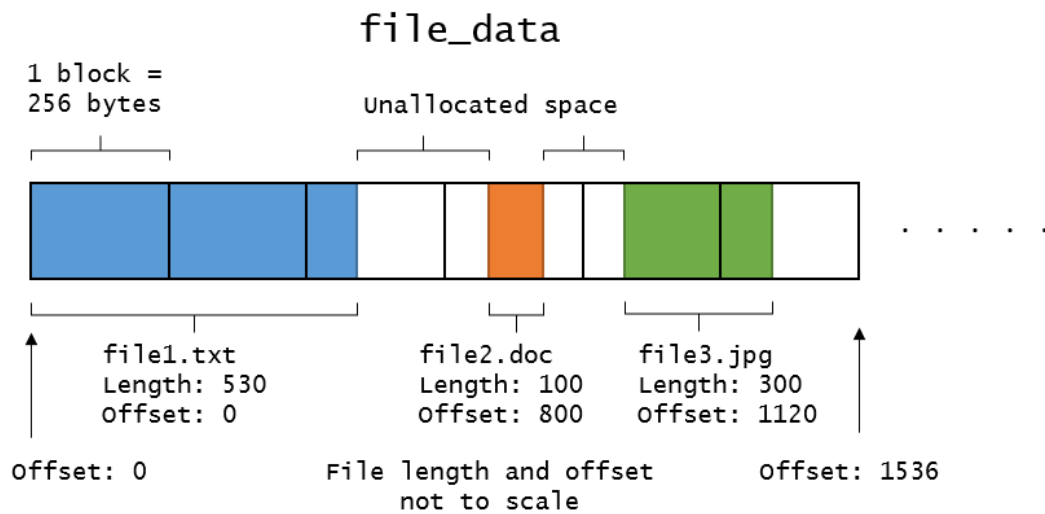 file_data
1 block =
256 bytes
Unallocated space
. . . . .
file1.txt
Length: 530
Offset: 0
file2.doc
Length: 100
Offset: 800
file3.jpg
Length: 300
Offset: 1120
Offset: 0
File length and offset
not to scale
Offset: 1536